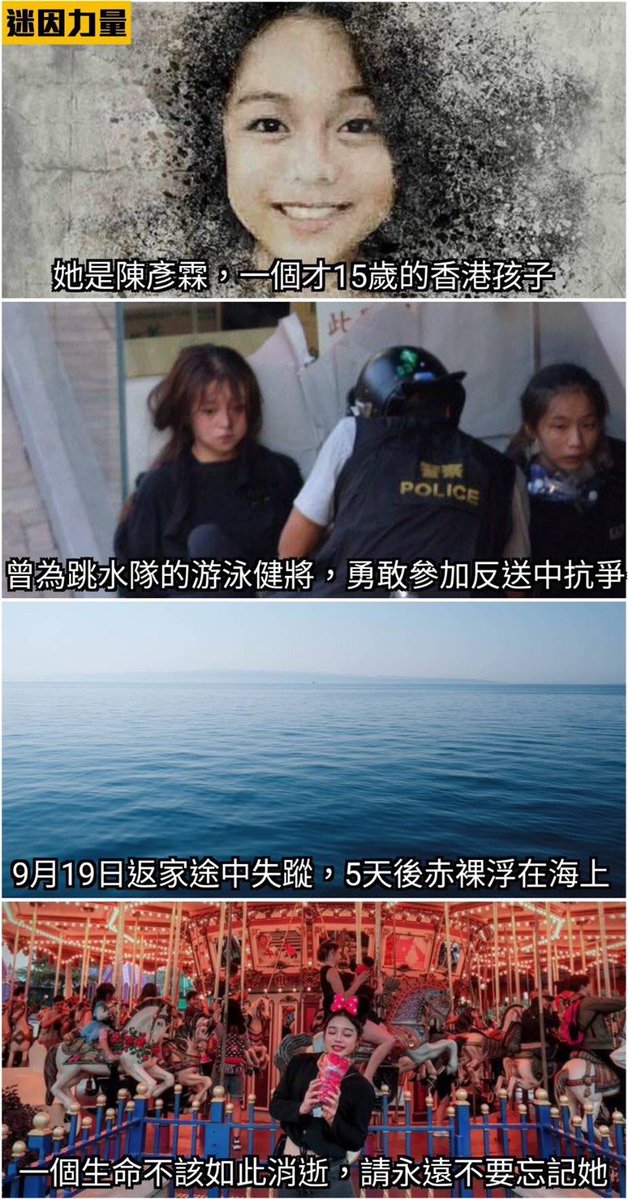 迷因力量
她是陳彥霖，一個才15歲的香港孩子
警察
POLICE
曾為跳水隊的游泳健將，勇敢參加反送中抗爭
9月19日返家途中失蹤，5天後赤裸浮在海上
一個生命不該如此消逝，請永遠不要忘記她